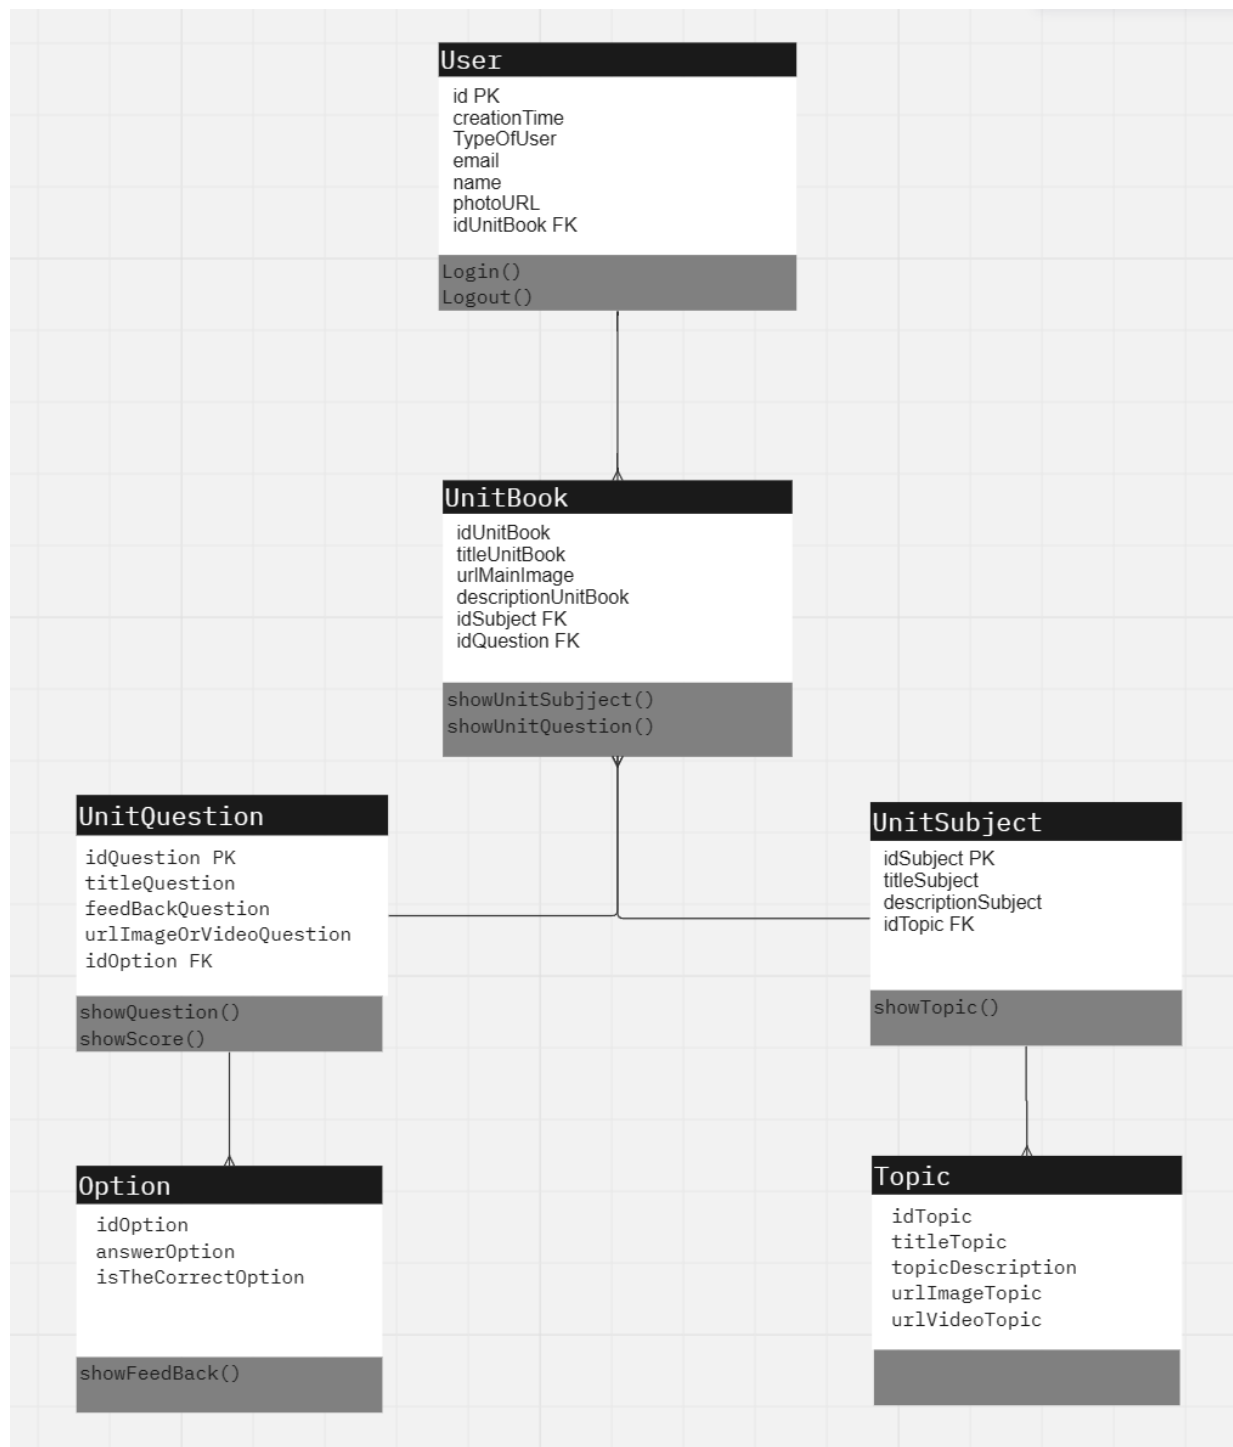 User
id PK
creationTime
TypeOfUser
email
name
photoURL
idUnitBook FK
Login()
Logout()
UnitBook
idUnitBook
titleUnitBook
urlMainImage
descriptionUnitBook
idSubject FK
idQuestion FK
showUnitSubjject()
showUnitQuestion()
UnitQuestion
idQuestion PK
titleQuestion
feedBackQuestion
urlImageOrVideoQuestion
idOption FK
showQuestion()
showScore()
UnitSubject
idSubject PK
titleSubject
descriptionSubject
idTopic FK
showTopic()
Option
idOption
answerOption
isTheCorrectOption
showFeedBack()
Topic
idTopic
titleTopic
topicDescription
urlImageTopic
urlVideoTopic